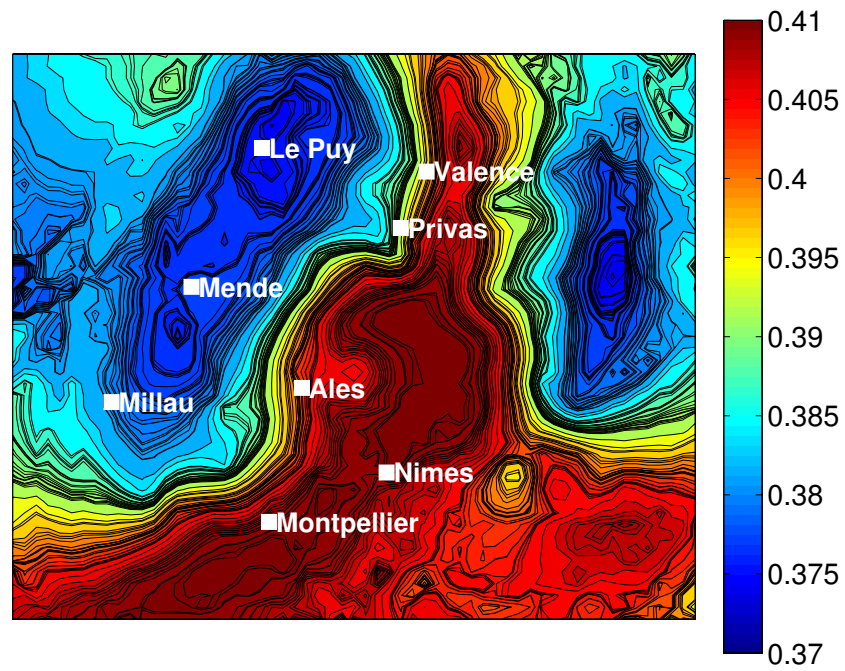 Le Puy
Valence
Privas
Mende
Ales
Millau
Nimes
Montpellier
0.41
0.405
0.4
0.395
0.39
0.385
0.38
0.375
0.37